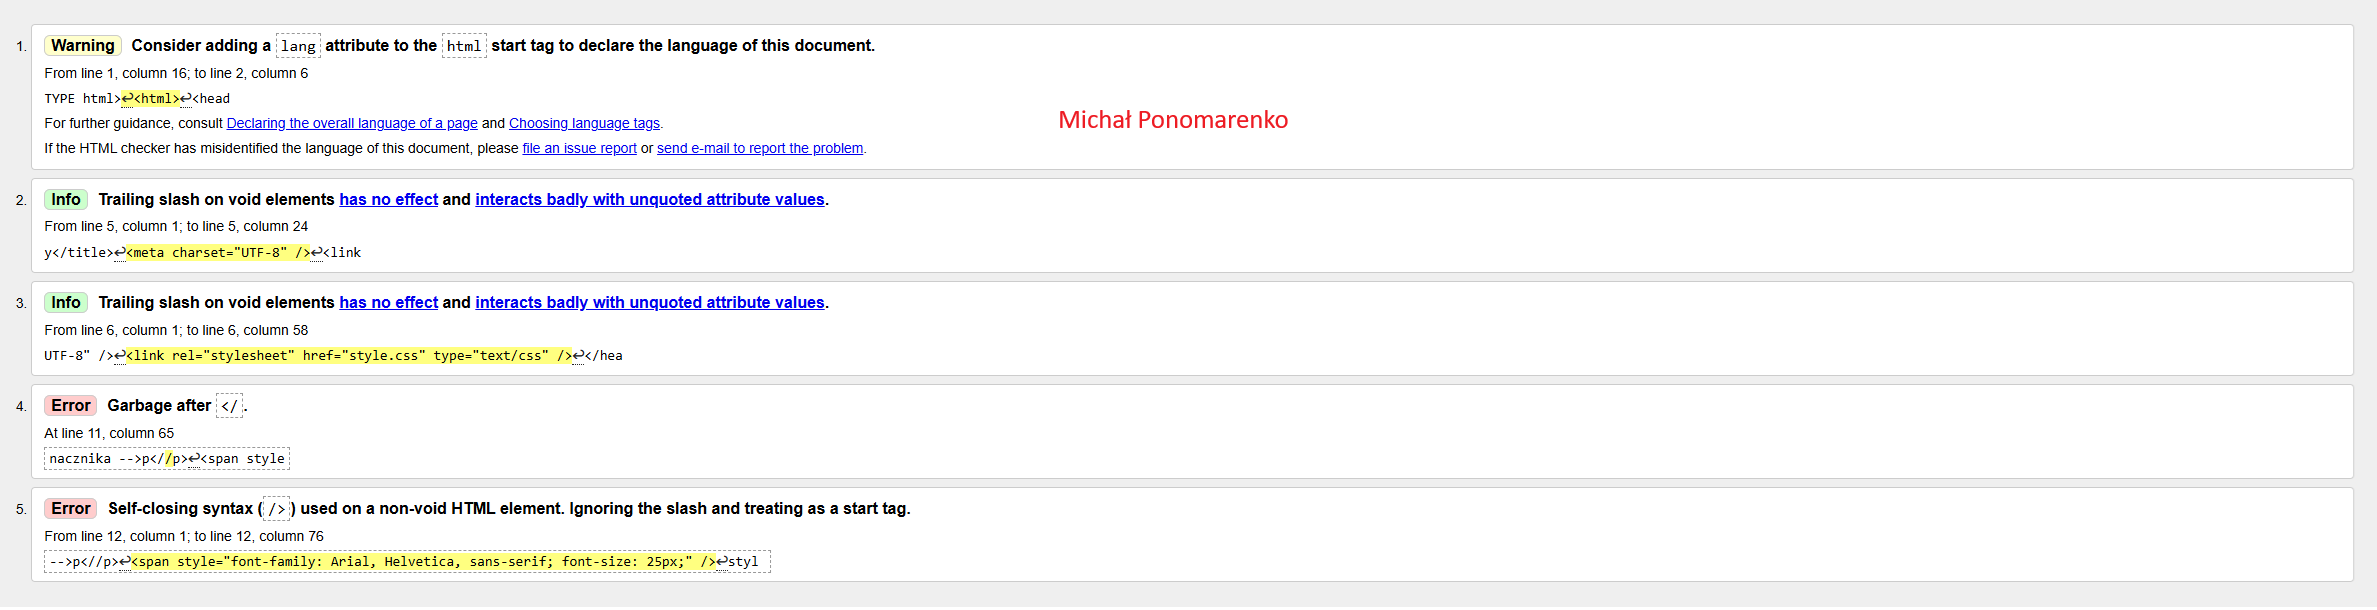 1. Warning Consider adding a lang attribute to the html start tag to declare the language of this document.
From line 1, column 16; to line 2, column 6
TYPE html>↩<html>↩<head
Michał Ponomarenko
For further guidance, consult Declaring the overall language of a page and Choosing language tags.
If the HTML checker has misidentified the language of this document, please file an issue report or send e-mail to report the problem.
2. Info Trailing slash on void elements has no effect and interacts badly with unquoted attribute values.
From line 5, column 1; to line 5, column 24
y</title>↩<meta charset="UTF-8" />↩<link
3. Info Trailing slash on void elements has no effect and interacts badly with unquoted attribute values.
From line 6, column 1; to line 6, column 58
UTF-8" />↩<link rel="stylesheet" href="style.css" type="text/css" />↩</hea
4. Error Garbage after </.
At line 11, column 65
nacznika -->p<//p>↩<span style
5. Error Self-closing syntax (/>) used on a non-void HTML element. Ignoring the slash and treating as a start tag.
From line 12, column 1; to line 12, column 76
-->p<//p>↩<span style="font-family: Arial, Helvetica, sans-serif; font-size: 25px;" />↩styl